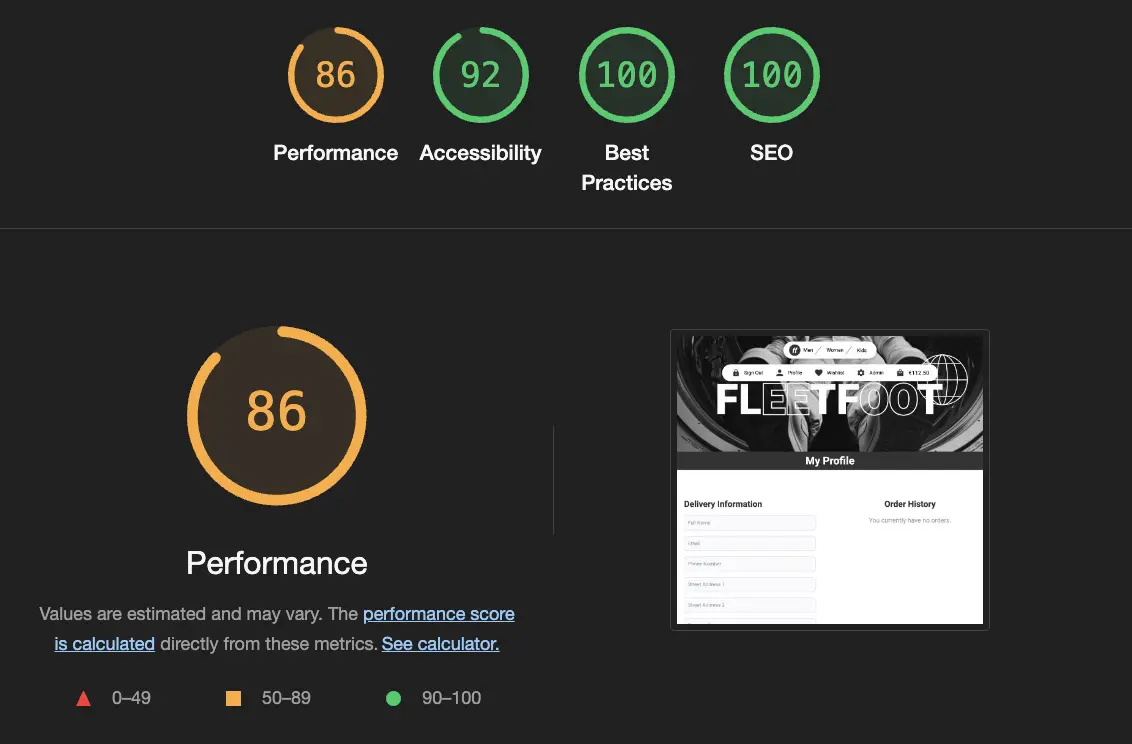 86
92
100
100
Performance
Accessibility
Best
Practices
SEO
86
Performance
Values are estimated and may vary. The performance score
is calculated directly from these metrics. See calculator.
0–49
50–89
90–100
ff Men Women Kids
Sign Out Profile Wishlist Admin €112.50
FLEETFOOT
My Profile
Delivery Information
Full Name
Email
Phone Number
Street Address 1
Street Address 2
Order History
You currently have no orders.